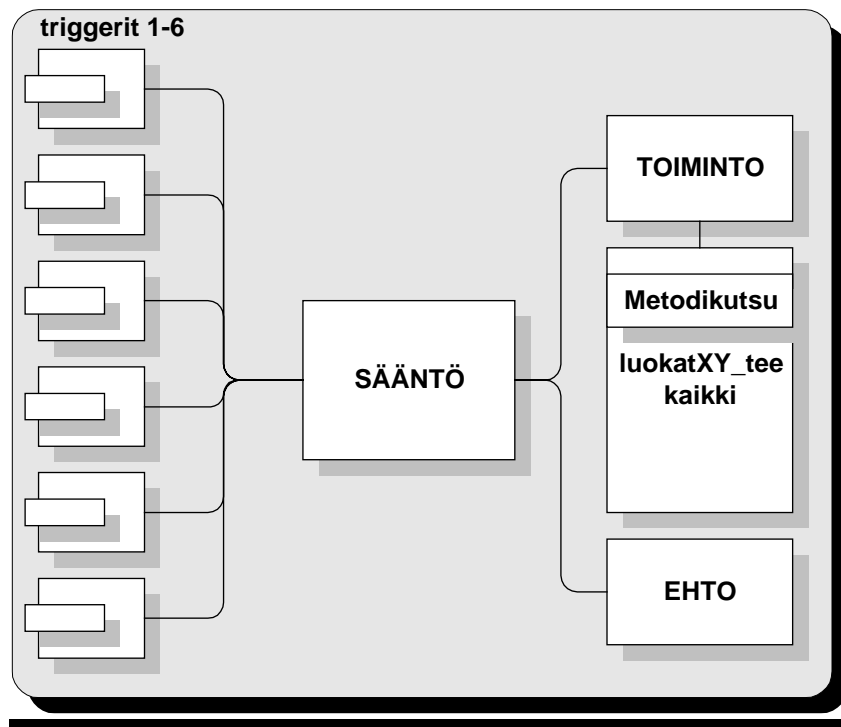 triggerit 1-6
TOIMINTO
Metodikutsu
luokatXY_tee
kaikki
SÄÄNTÖ
EHTO